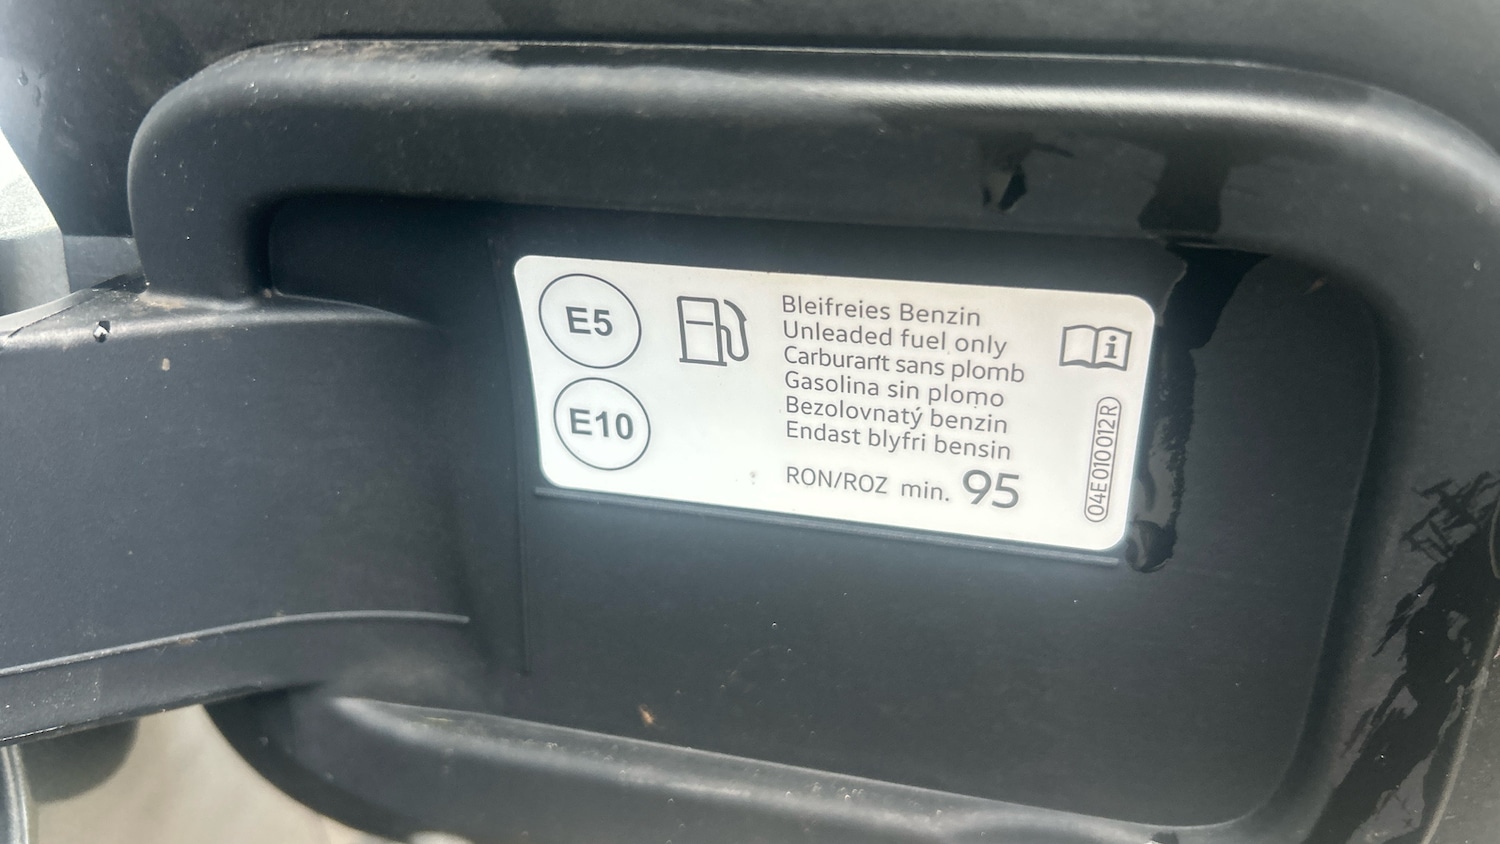 E5
E10
Bleifreies Benzin
Unleaded fuel only
Carburant sans plomb
Gasolina sin plomo
Bezolovnatý benzin
Endast blyfri bensin
RON/ROZ min. 95
i
04E010012R